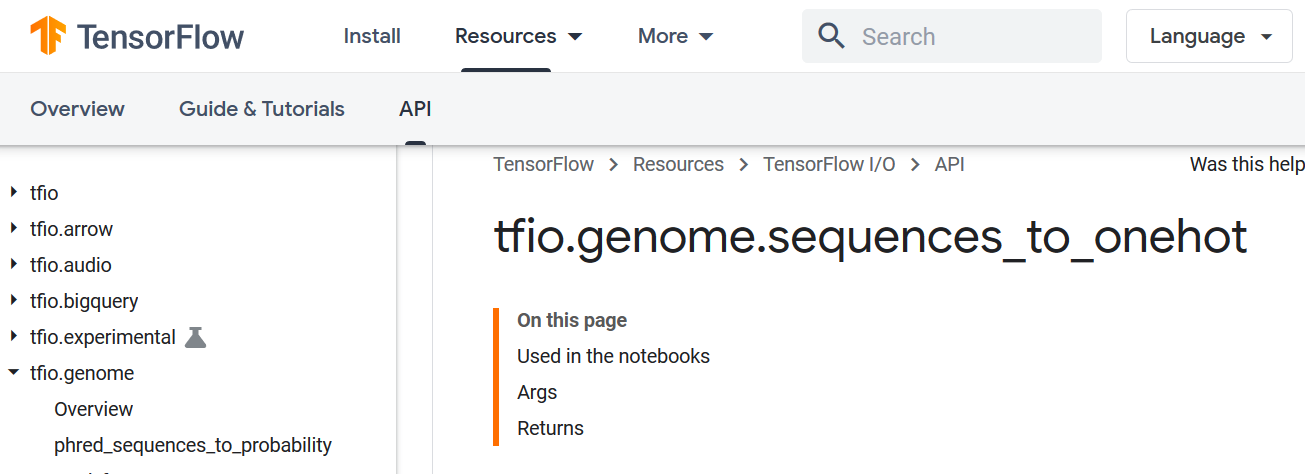 TensorFlow Install Resources More Search Language
Overview Guide & Tutorials API
tfio
tfio.arrow
tfio.audio
tfio.bigquery
tfio.experimental
tfio.genome
Overview
phred_sequences_to_probability
TensorFlow > Resources > TensorFlow I/O > API Was this help
tfio.genome.sequences_to_onehot
On this page
Used in the notebooks
Args
Returns